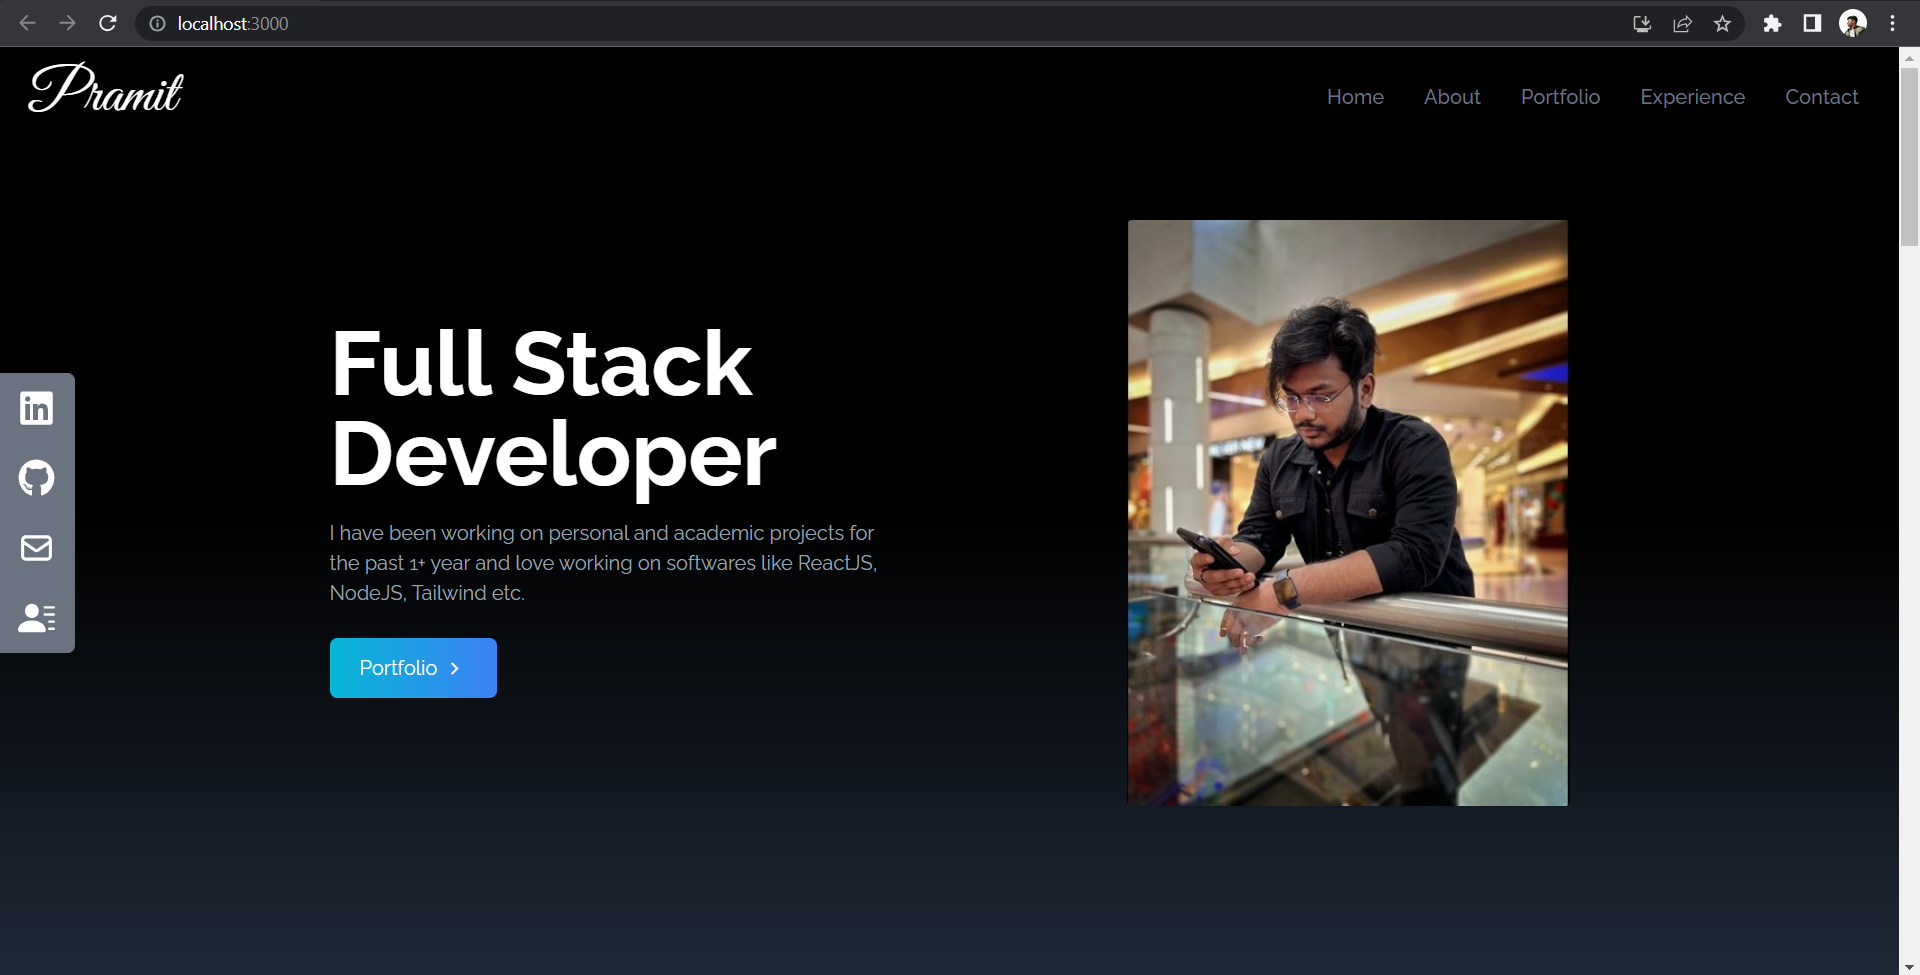 localhost:3000
Pramit
Home About Portfolio Experience Contact
Full Stack
Developer
I have been working on personal and academic projects for
the past 1+ year and love working on softwares like ReactJS,
NodeJS, Tailwind etc.
Portfolio
in